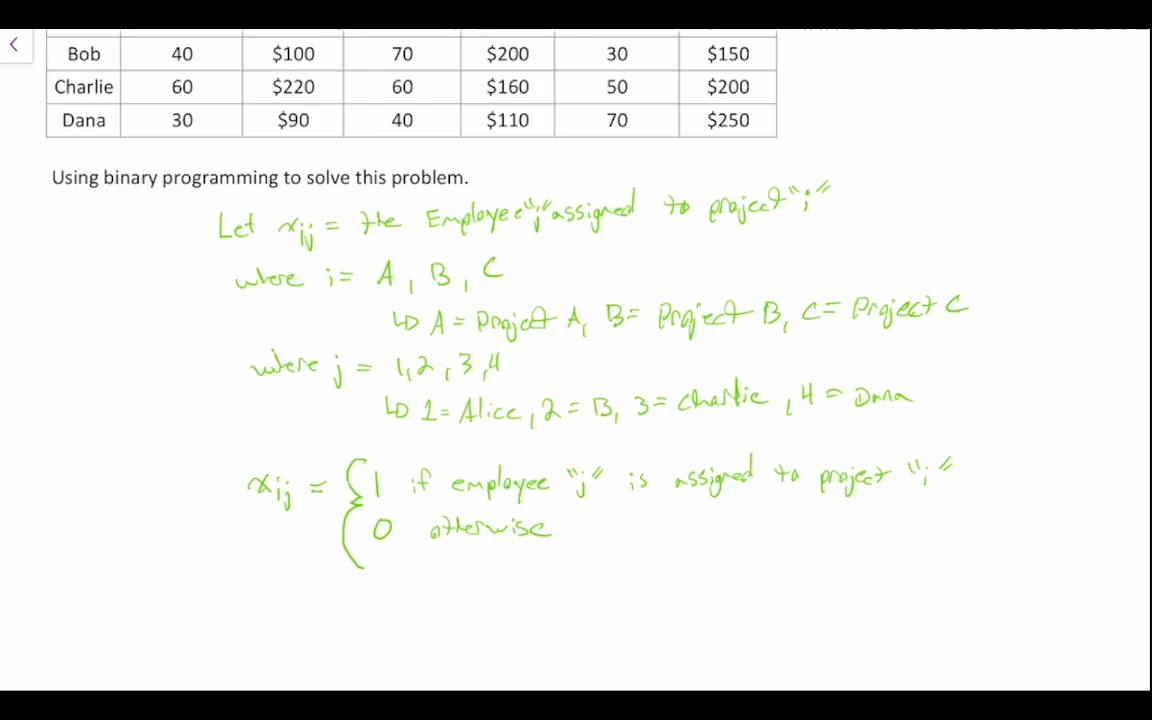 Bob 40 $100 70 $200 30 $150
Charlie 60 $220 60 $160 50 $200
Dana 30 $90 40 $110 70 $250
Using binary programming to solve this problem.
Let xij = the Employee "j" assigned to project "i"
where i = A, B, C
↳ A = Project A, B = Project B, C = Project C
where j = 1, 2, 3, 4
↳ 1 = Alice, 2 = B, 3 = Charlie, 4 = Dana
xij = { 1 if employee "j" is assigned to project "i"
0 otherwise